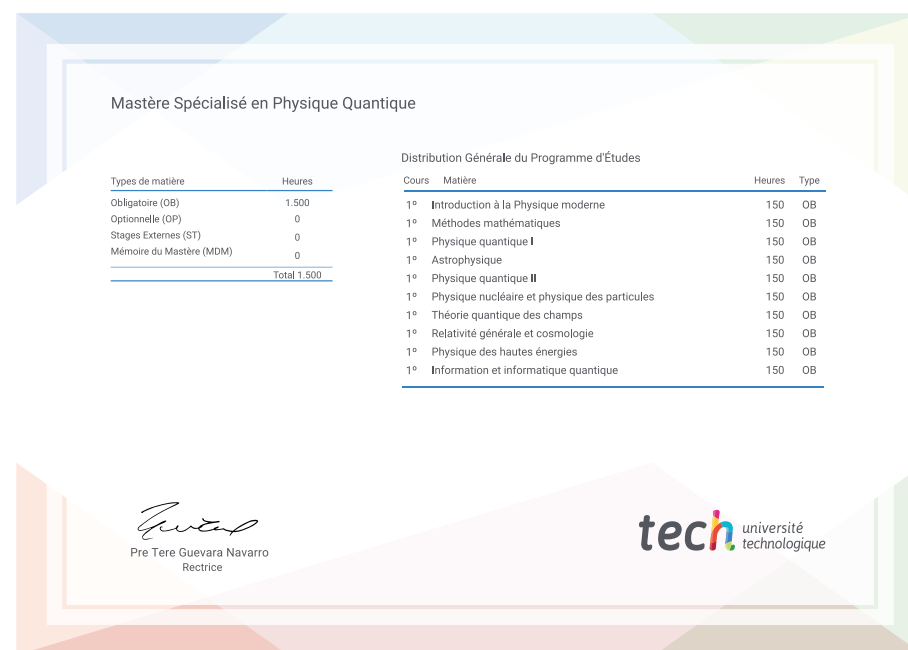 Mastère Spécialisé en Physique Quantique
Types de matière Heures
Obligatoire (OB) 1.500
Optionnelle (OP) 0
Stages Externes (ST) 0
Mémoire du Mastère (MDM) 0
Total 1.500
Distribution Générale du Programme d'Études
Cours Matière Heures Type
1º Introduction à la Physique moderne 150 OB
1º Méthodes mathématiques 150 OB
1º Physique quantique I 150 OB
1º Astrophysique 150 OB
1º Physique quantique II 150 OB
1º Physique nucléaire et physique des particules 150 OB
1º Théorie quantique des champs 150 OB
1º Relativité générale et cosmologie 150 OB
1º Physique des hautes énergies 150 OB
1º Information et informatique quantique 150 OB
Pre Tere Guevara Navarro
Rectrice
tech université
technologique